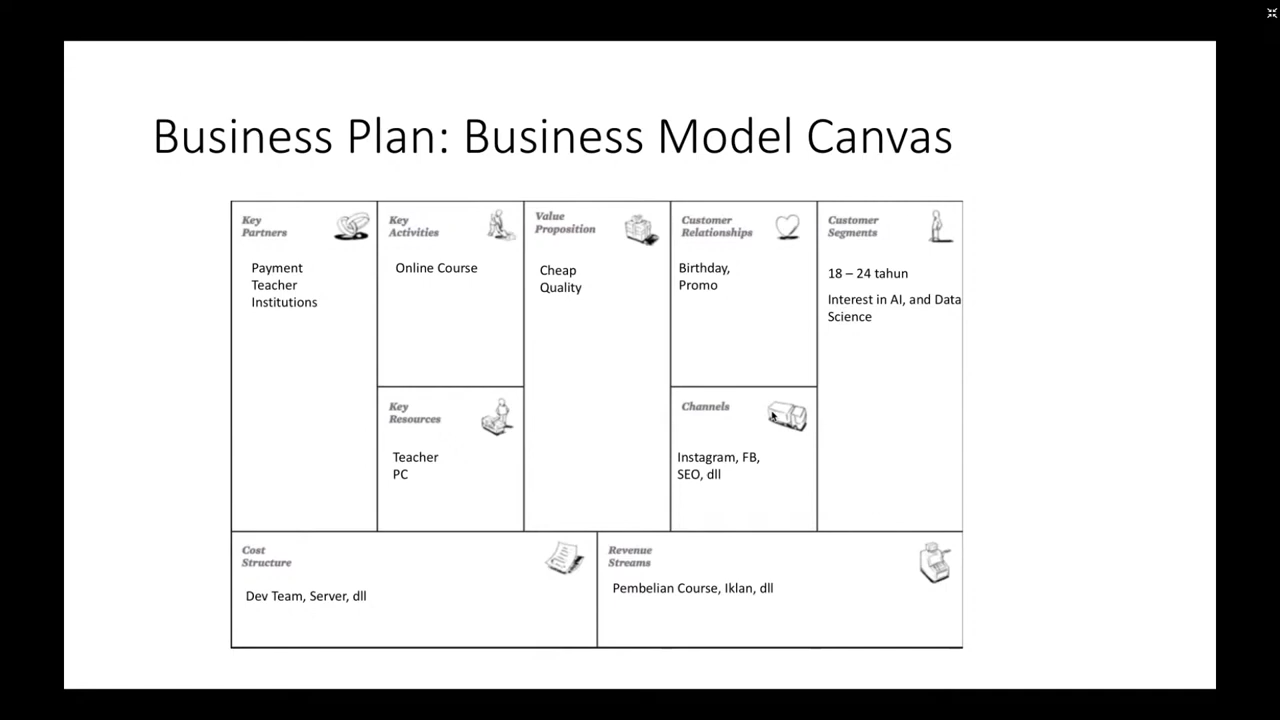 Business Plan: Business Model Canvas
Key
Partners
Payment
Teacher
Institutions
Key
Activities
Online Course
Key
Resources
Teacher
PC
Value
Proposition
Cheap
Quality
Customer
Relationships
Birthday,
Promo
Channels
Instagram, FB,
SEO, dll
Customer
Segments
18 – 24 tahun
Interest in AI, and Data
Science
Cost
Structure
Dev Team, Server, dll
Revenue
Streams
Pembelian Course, Iklan, dll